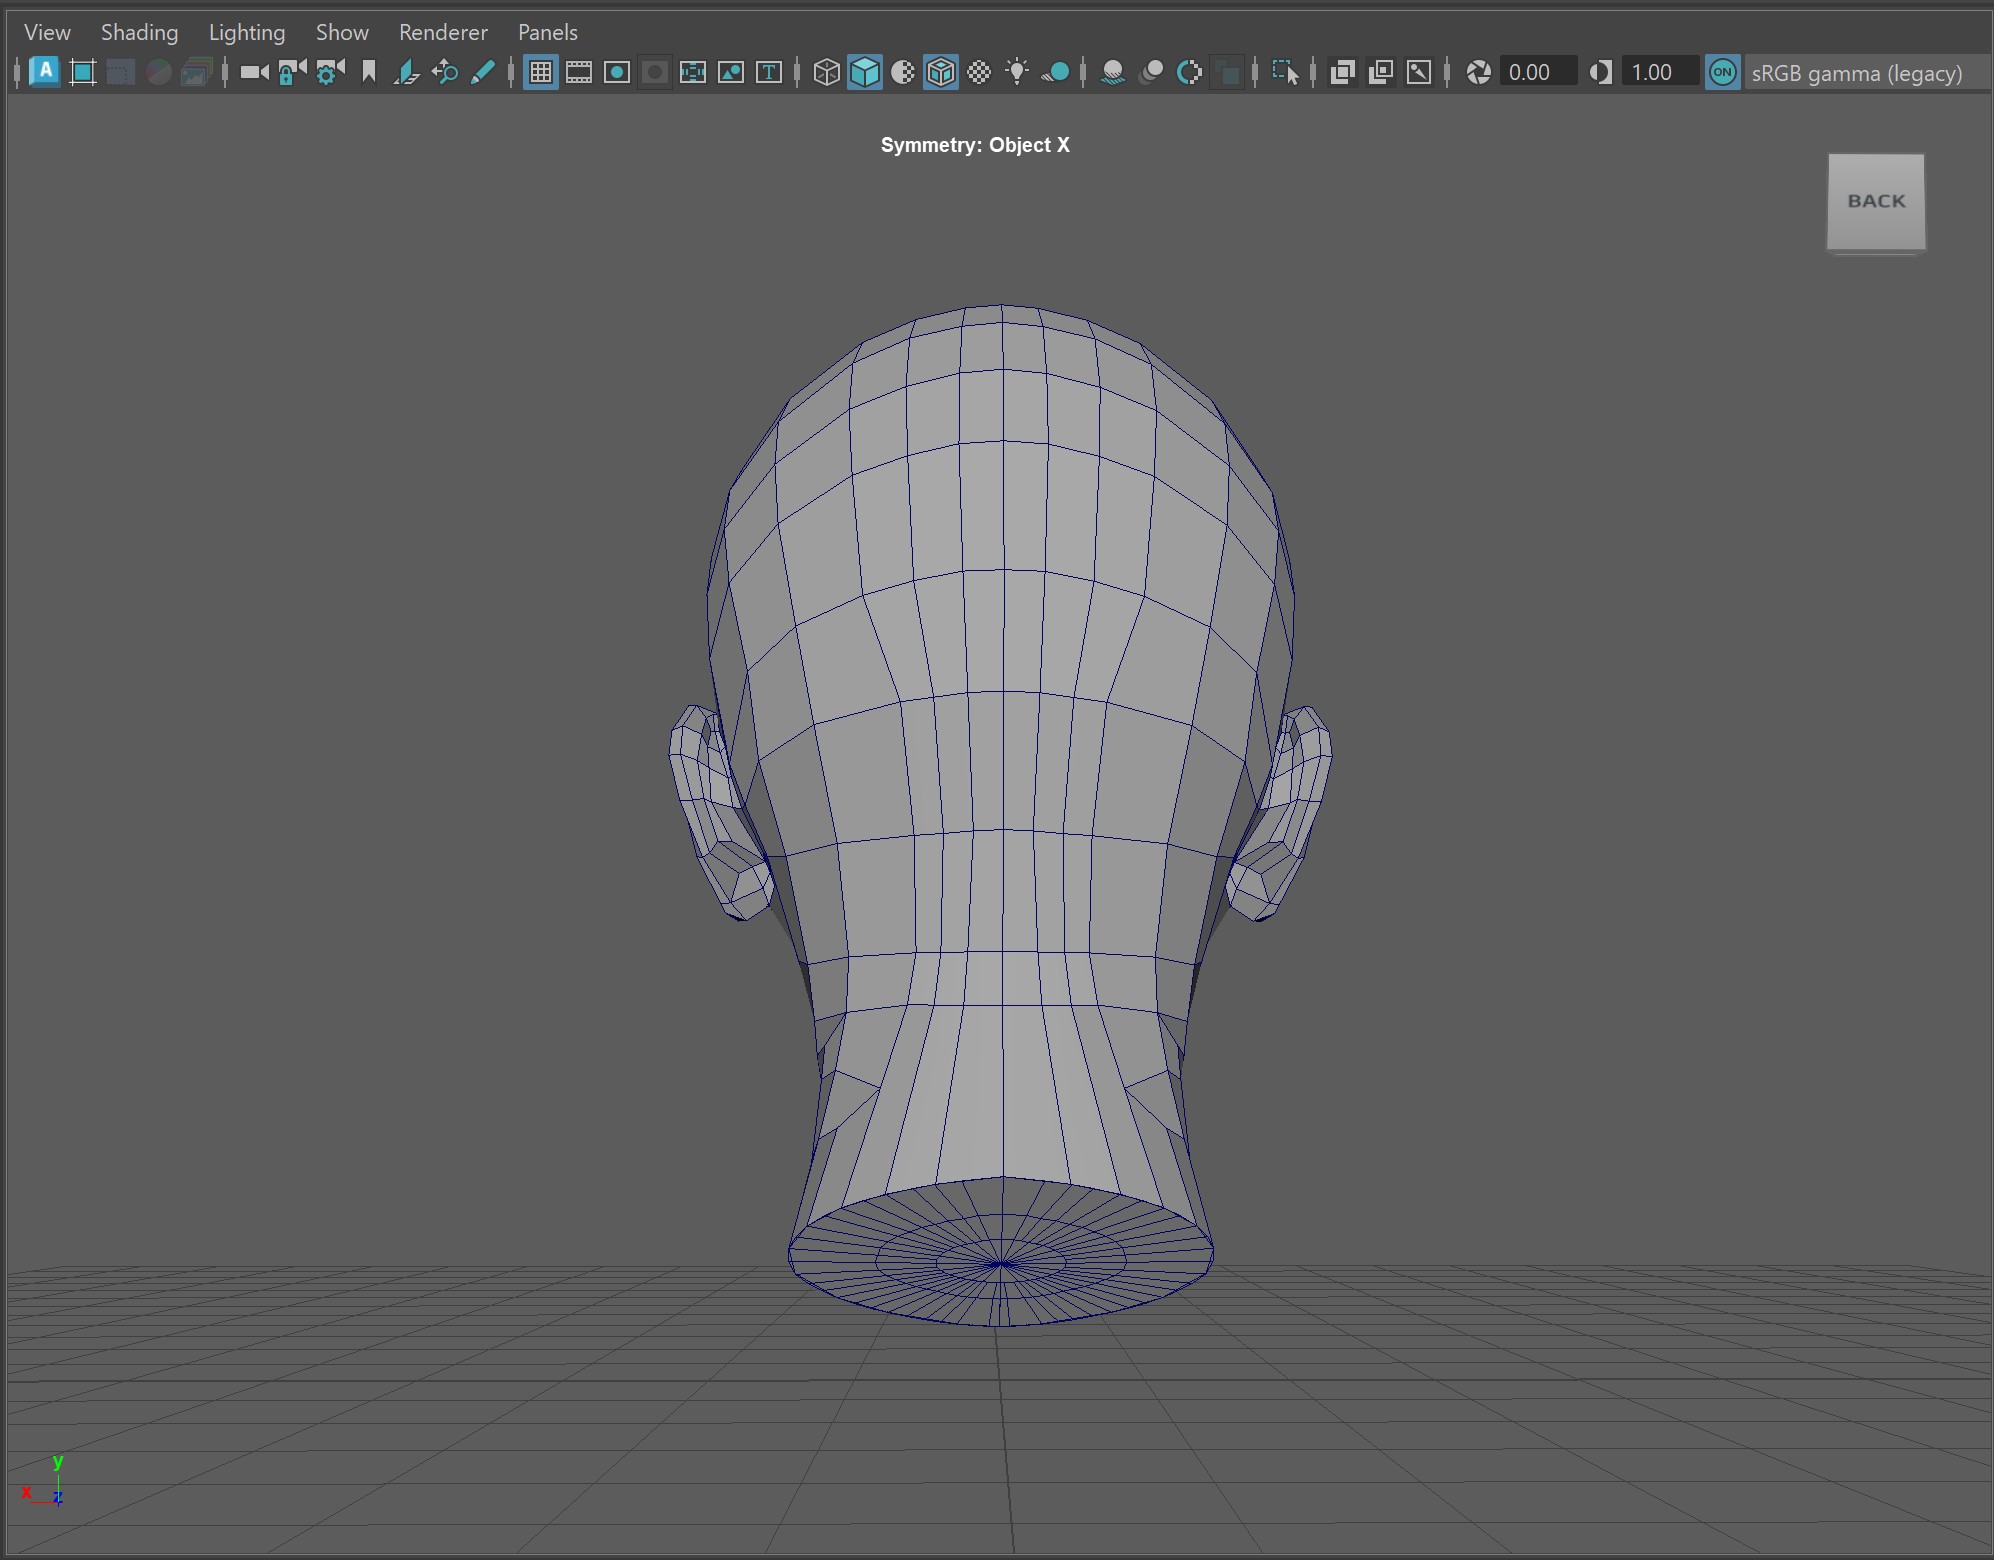 View Shading Lighting Show Renderer Panels
A T 0.00 1.00 ON sRGB gamma (legacy)
Symmetry: Object X
BACK
y
x z